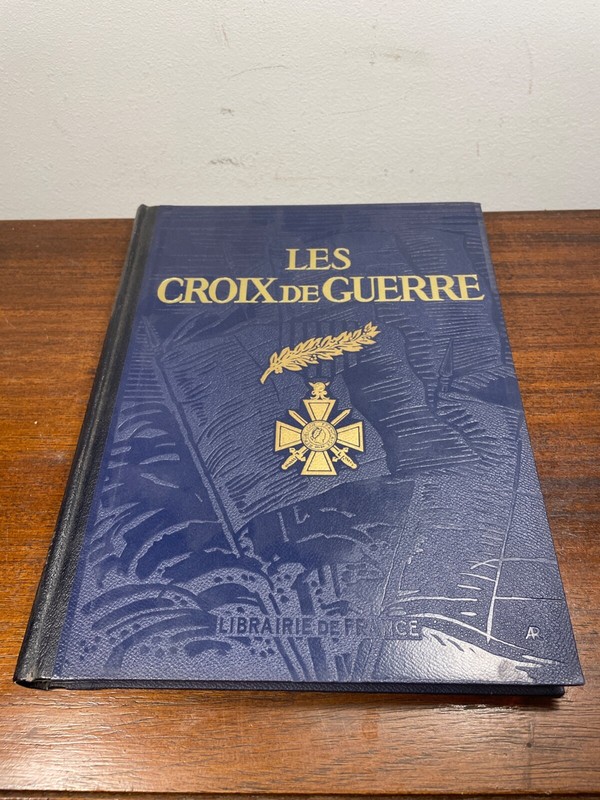 LES
CROIX DE GUERRE
LIBRAIRIE DE FRANCE
AR